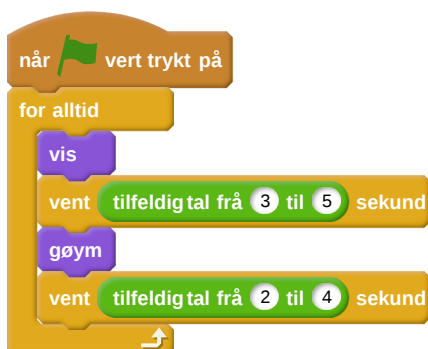 når vert trykt på
for alltid
vis
vent tilfeldig tal frå 3 til 5 sekund
gøym
vent tilfeldig tal frå 2 til 4 sekund